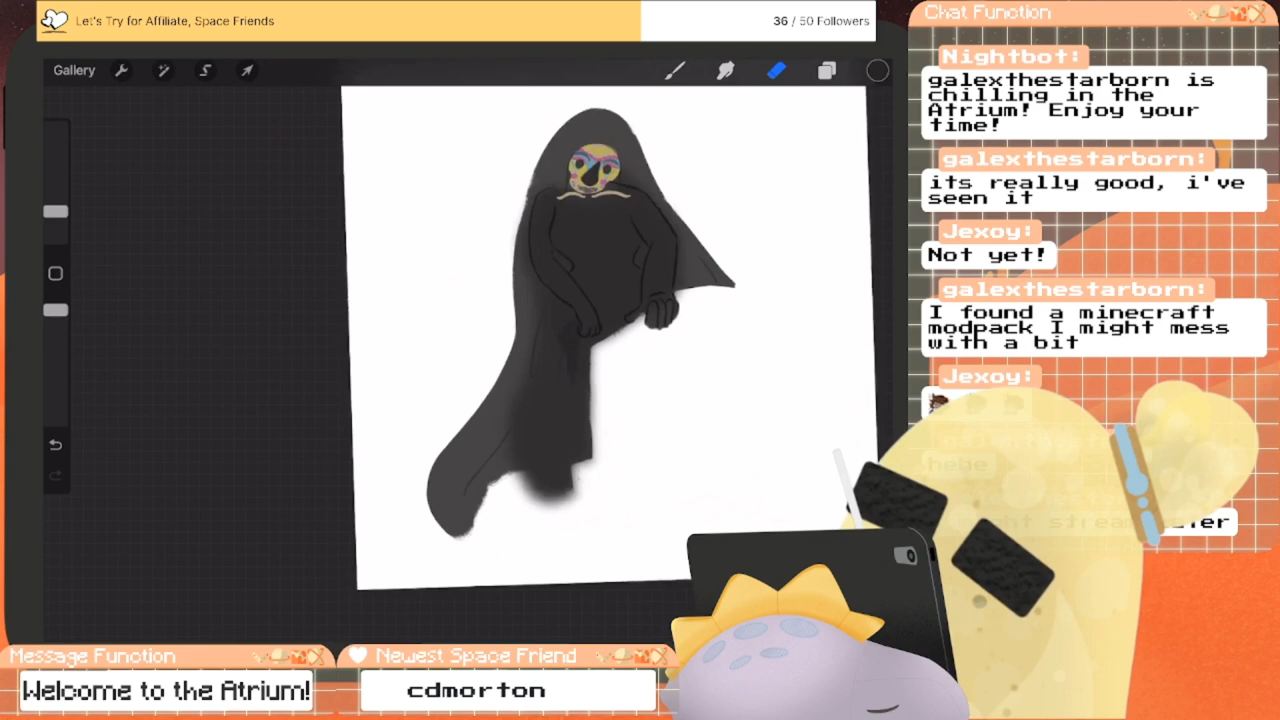 Let's Try for Affiliate, Space Friends
36 / 50 Followers
Gallery
Chat Function
Nightbot:
galexthestarborn is
chilling in the
Atrium! Enjoy your
time!
galexthestarborn:
its really good, i've
seen it
Jexoy:
Not yet!
galexthestarborn:
I found a minecraft
modpack I might mess
with a bit
Jexoy:
hehe
Message Function
Newest Space Friend
Welcome to the Atrium!
cdmorton